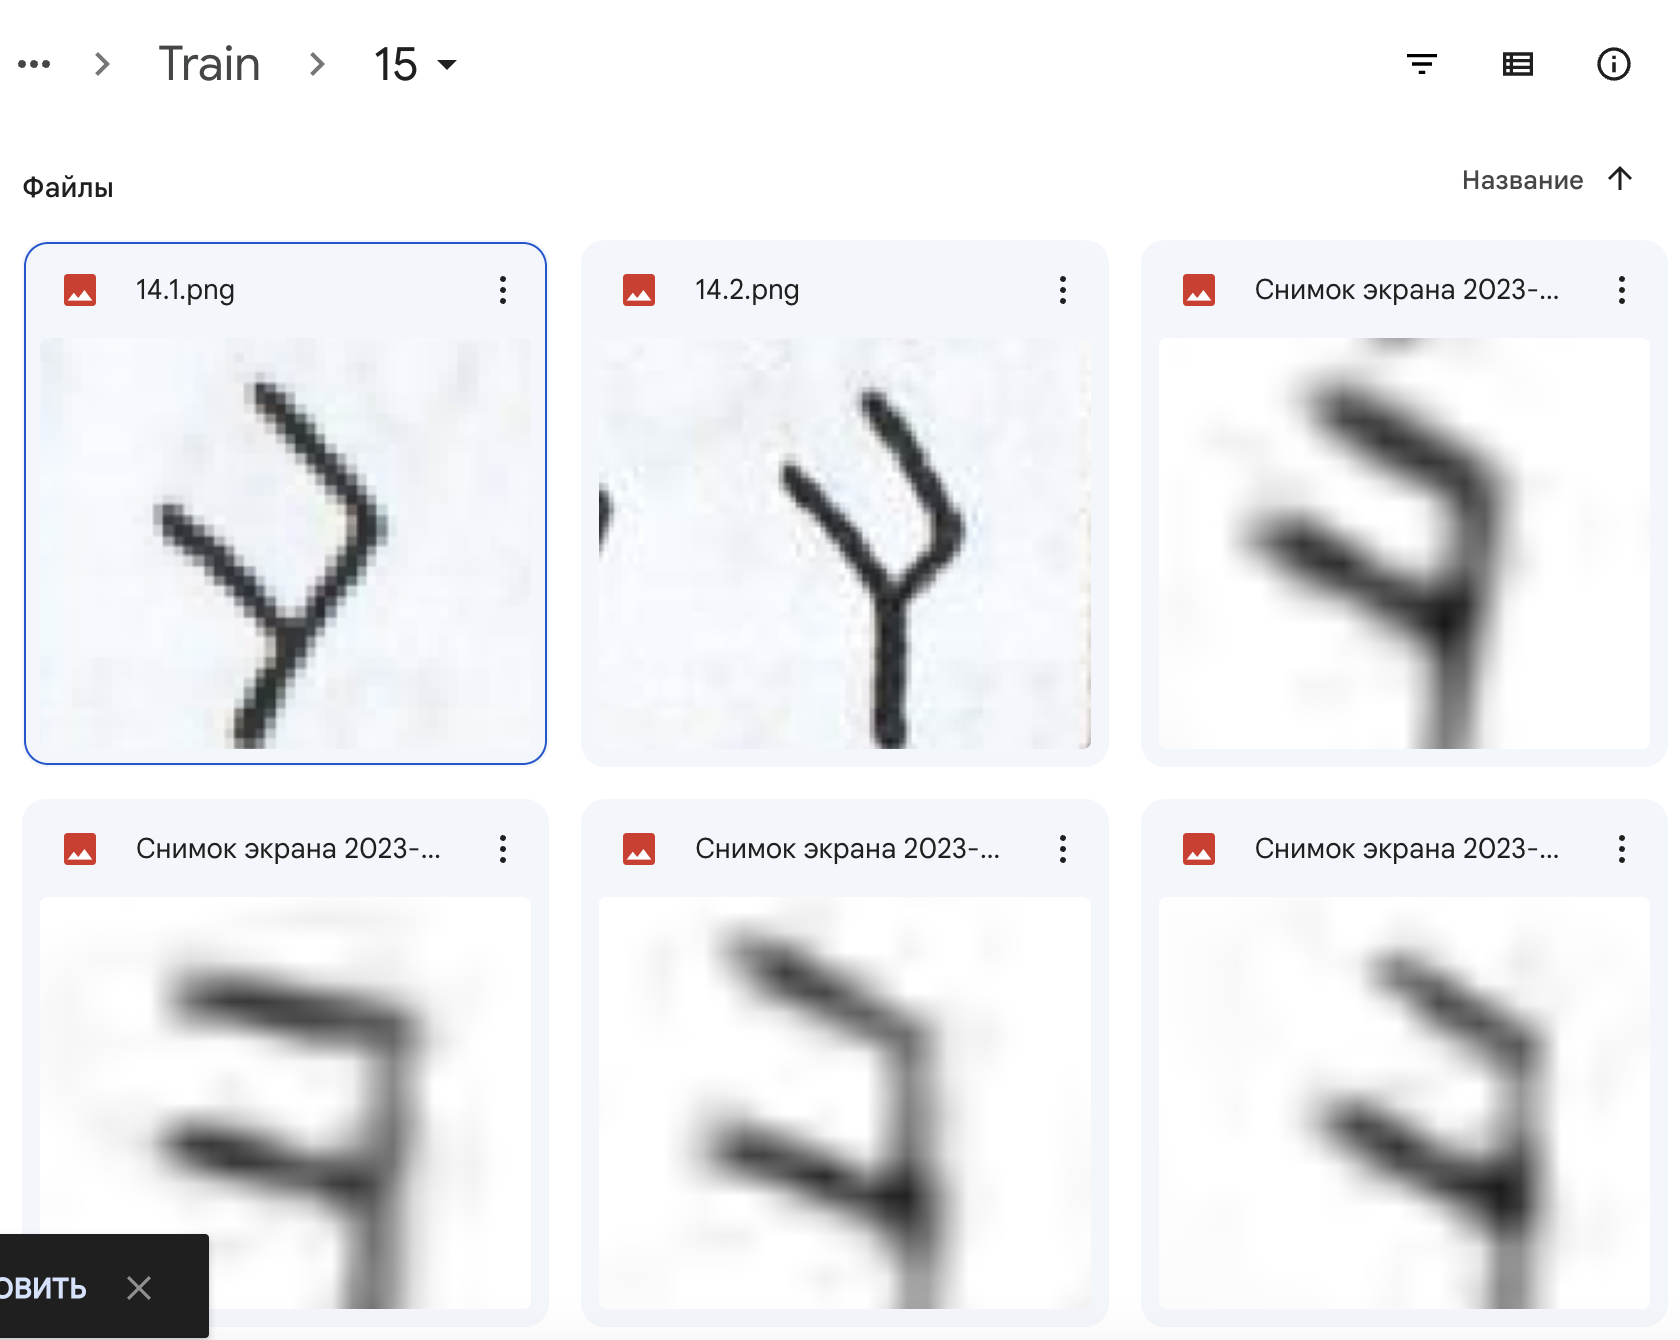 Train 15
Файлы
Название
14.1.png 14.2.png Снимок экрана 2023-...
Снимок экрана 2023-... Снимок экрана 2023-... Снимок экрана 2023-...
ОВИТЬ